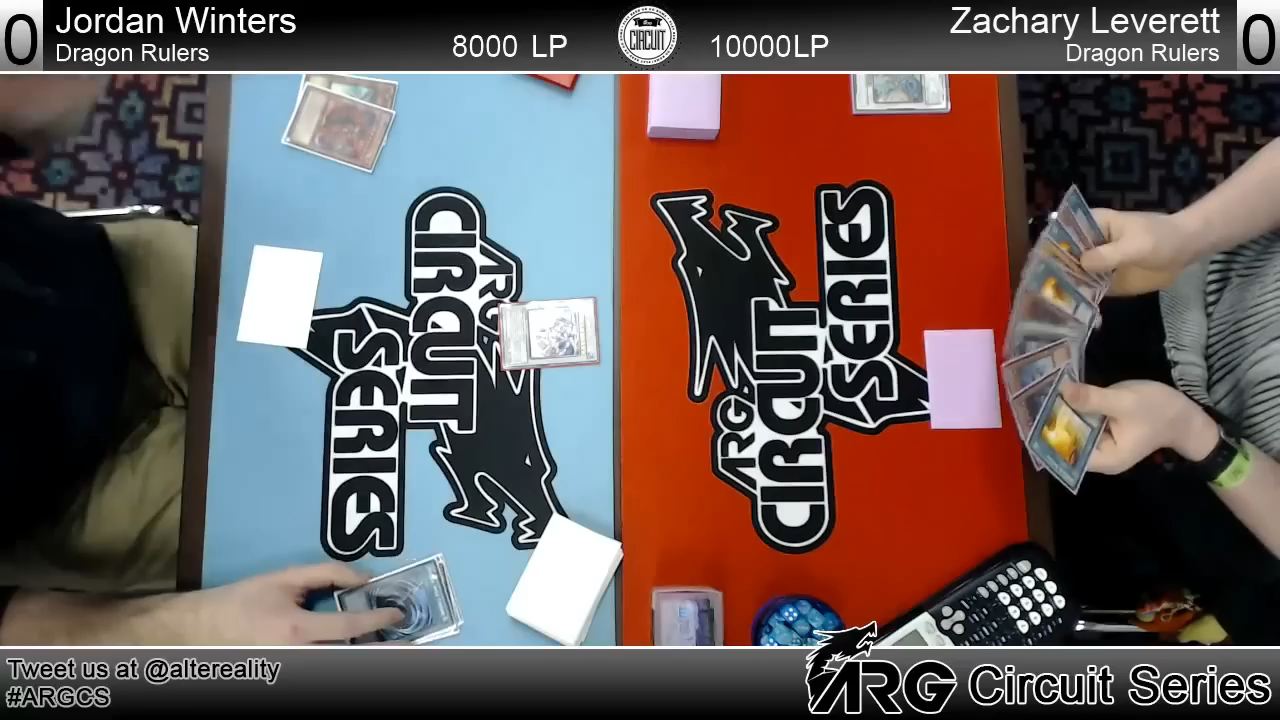 0
Jordan Winters
Dragon Rulers
8000 LP
CIRCUIT
10000LP
Zachary Leverett
Dragon Rulers
0
ARG
CIRCUIT
SERIES
ARG
CIRCUIT
SERIES
Tweet us at @altereality
#ARGCS
ARG Circuit Series